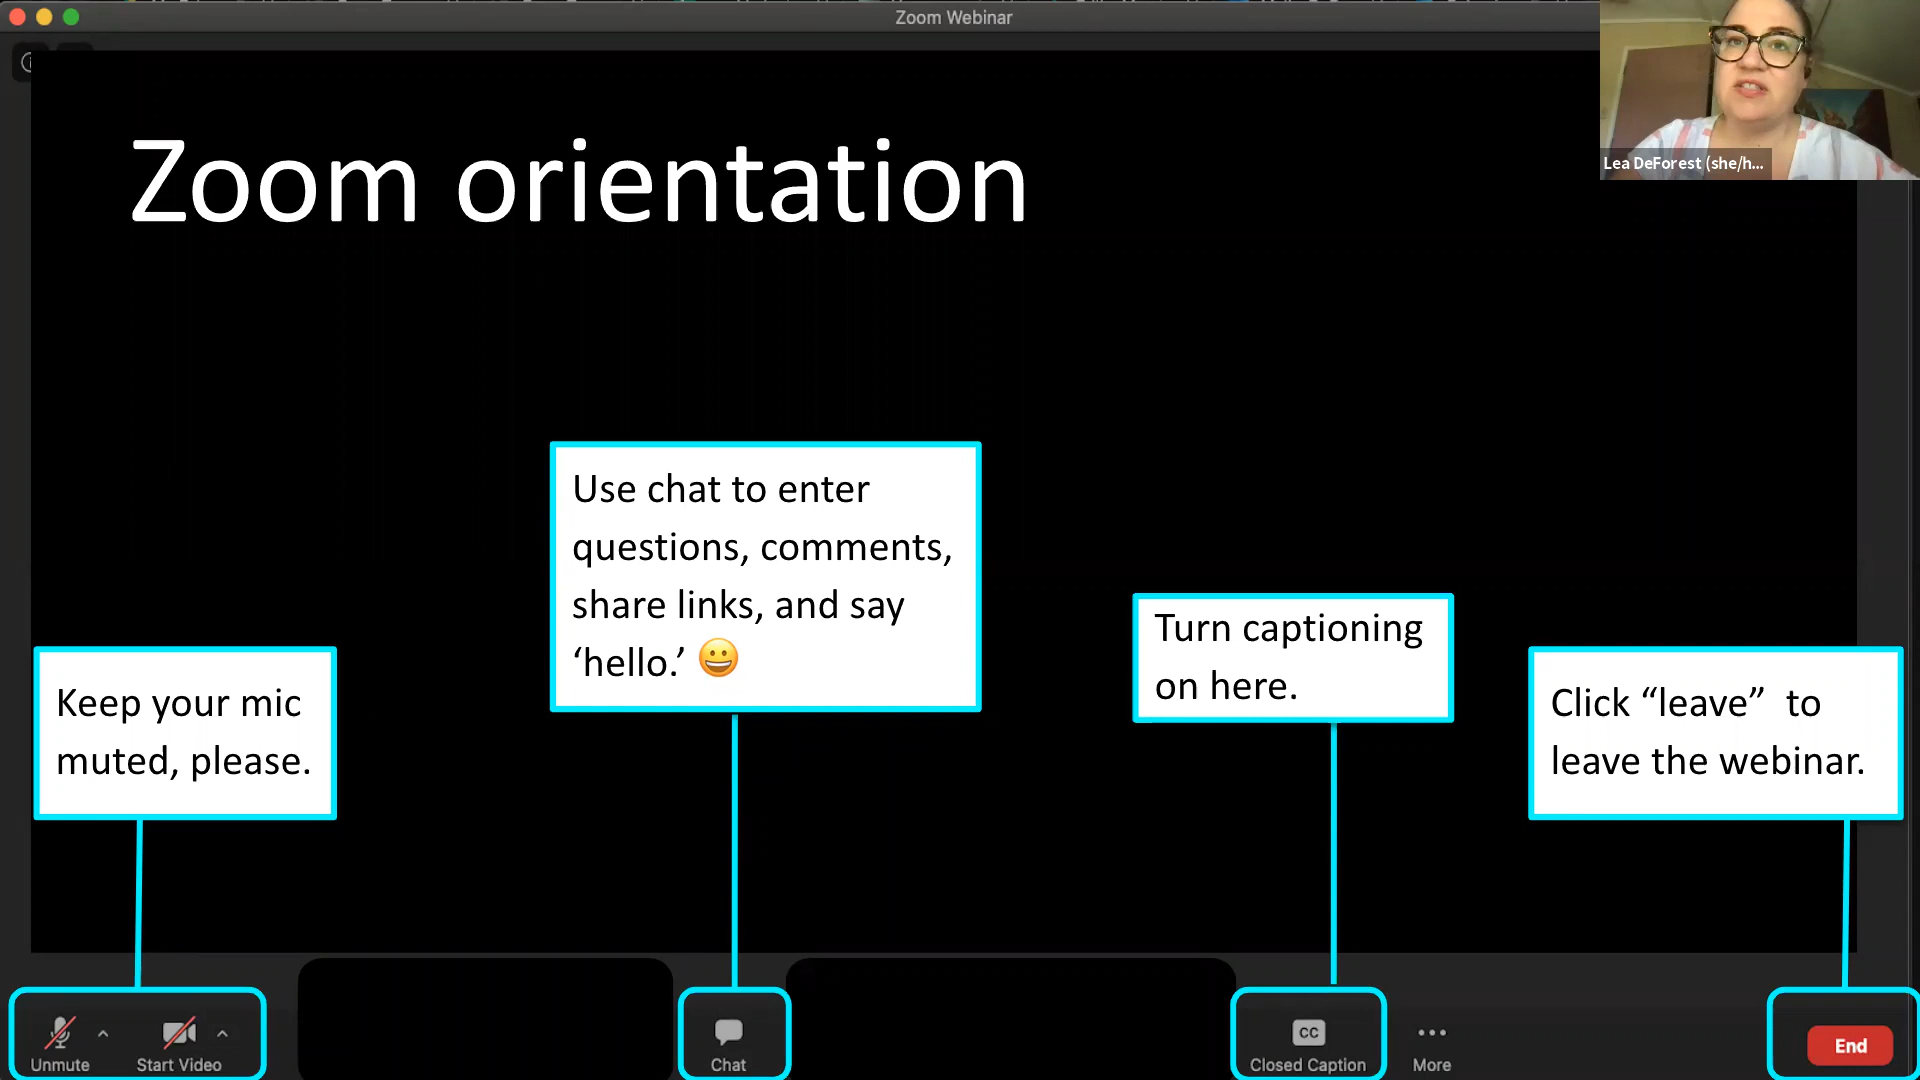 Zoom Webinar
Lea DeForest (she/h...
Zoom orientation
Use chat to enter
questions, comments,
share links, and say
‘hello.’ 😀
Turn captioning
on here.
Keep your mic
muted, please.
Click “leave” to
leave the webinar.
Unmute
Start Video
Chat
CC
Closed Caption
More
End